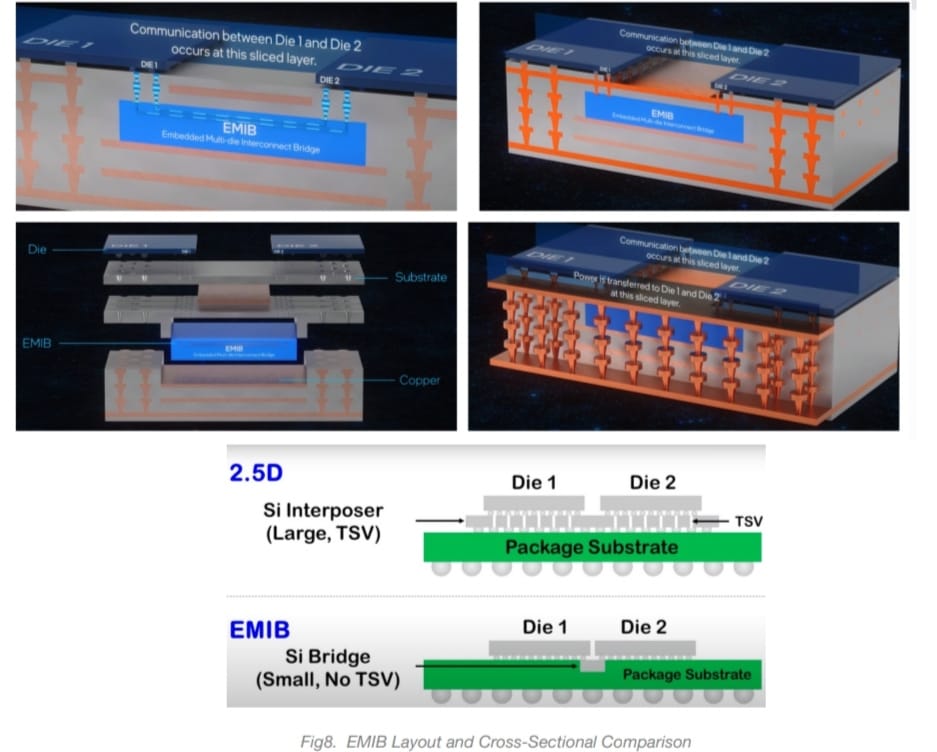 Communication between Die 1 and Die 2
occurs at this sliced layer.
DIE 1
DIE 2
DIE 1
DIE 2
EMIB
Embedded Multi-die Interconnect Bridge
Communication between Die 1 and Die 2
occurs at this sliced layer.
DIE 1
DIE 2
DIE 1
DIE 2
EMIB
Embedded Multi-die Interconnect Bridge
Die
DIE 1
DIE 2
Substrate
EMIB
EMIB
Embedded Multi-die Interconnect Bridge
Copper
Communication between Die 1 and Die 2
occurs at this sliced layer.
DIE 1
DIE 2
Power is transferred to Die 1 and Die 2
at this sliced layer.
2.5D
Die 1
Die 2
Si Interposer
(Large, TSV)
TSV
Package Substrate
EMIB
Die 1
Die 2
Si Bridge
(Small, No TSV)
Package Substrate
Fig8. EMIB Layout and Cross-Sectional Comparison